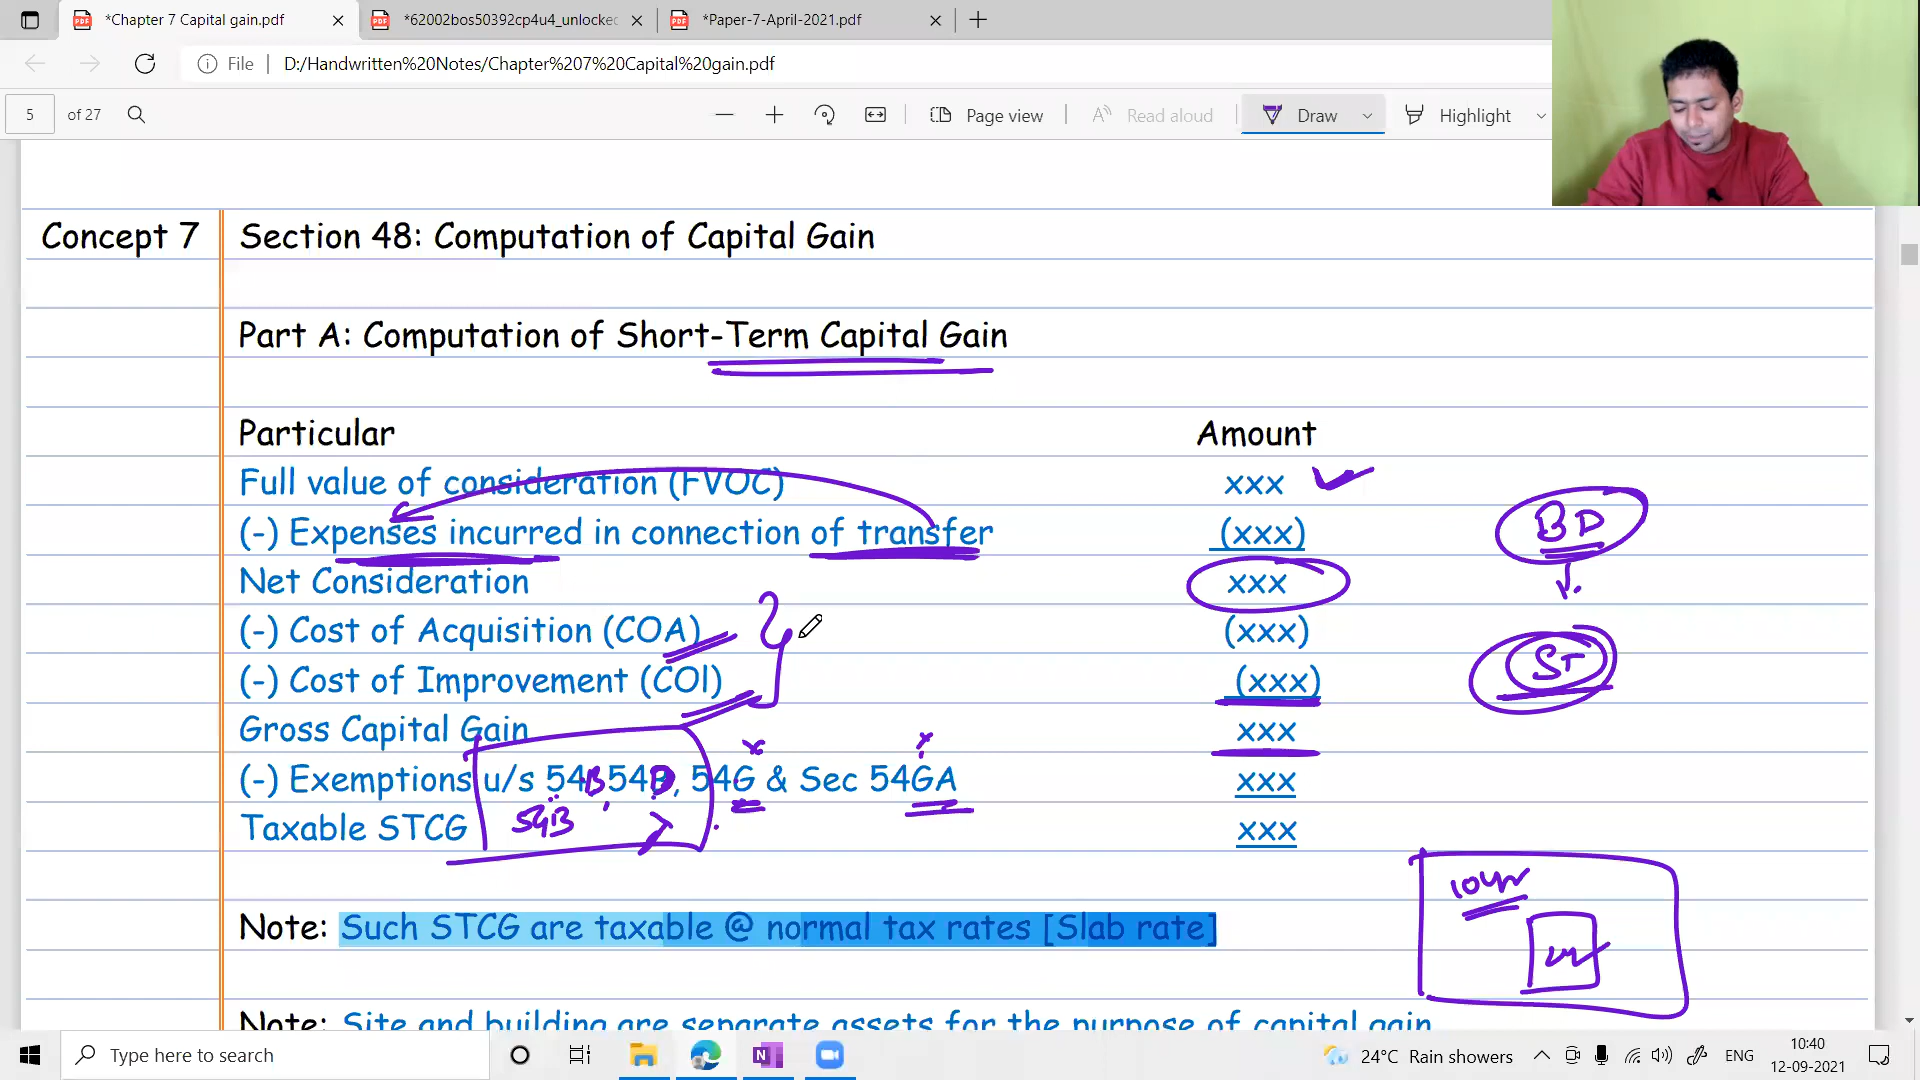 *Chapter 7 Capital gain.pdf
*62002bos50392cp4u4_unlocked
*Paper-7-April-2021.pdf
File
D:/Handwritten%20Notes/Chapter%207%20Capital%20gain.pdf
5 of 27
Page view
Read aloud
Draw
Highlight
Concept 7
Section 48: Computation of Capital Gain
Part A: Computation of Short-Term Capital Gain
Particular Amount
Full value of consideration (FVOC) xxx
(-) Expenses incurred in connection of transfer (xxx)
BD
Net Consideration xxx
(-) Cost of Acquisition (COA) (xxx)
ST
(-) Cost of Improvement (COI) (xxx)
Gross Capital Gain xxx
(-) Exemptions u/s 54B 54D, 54G & Sec 54GA xxx
54B
Taxable STCG xxx
Note: Such STCG are taxable @ normal tax rates [Slab rate]
Note: Site and building are separate assets for the purpose of capital gain
Type here to search
24°C Rain showers
ENG
10:40
12-09-2021